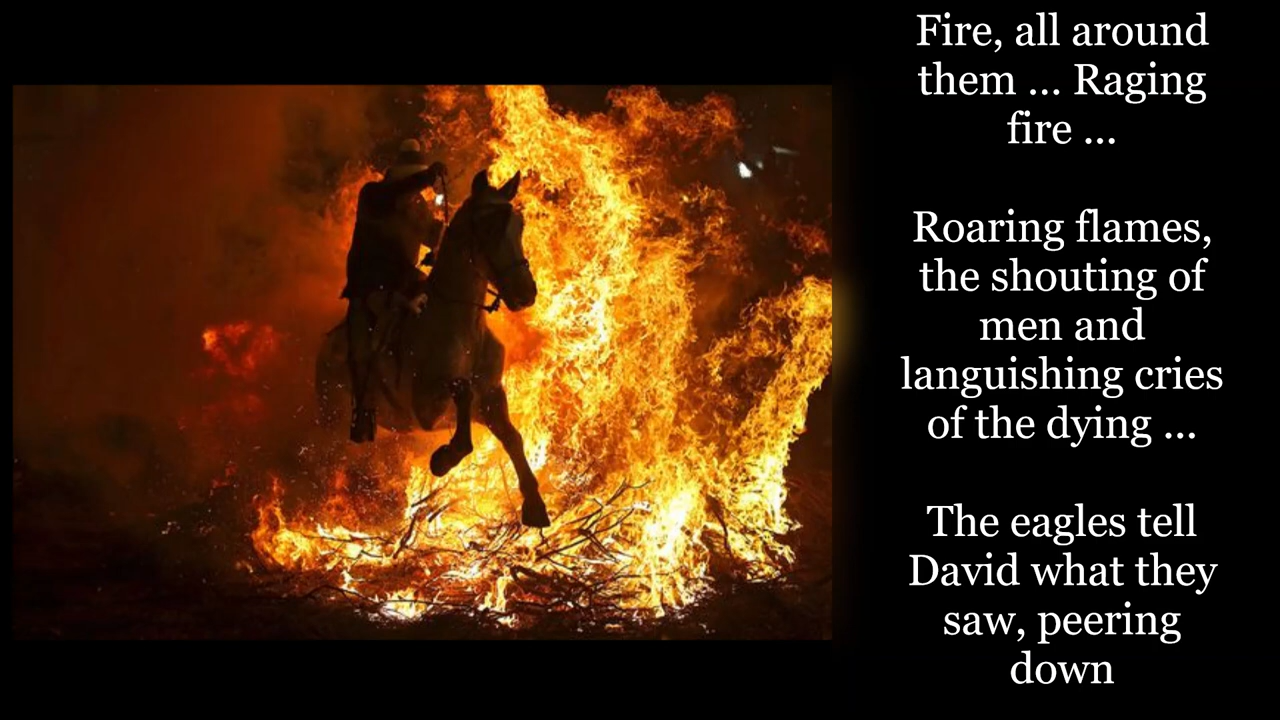 Fire, all around
them ... Raging
fire ...
Roaring flames,
the shouting of
men and
languishing cries
of the dying ...
The eagles tell
David what they
saw, peering
down